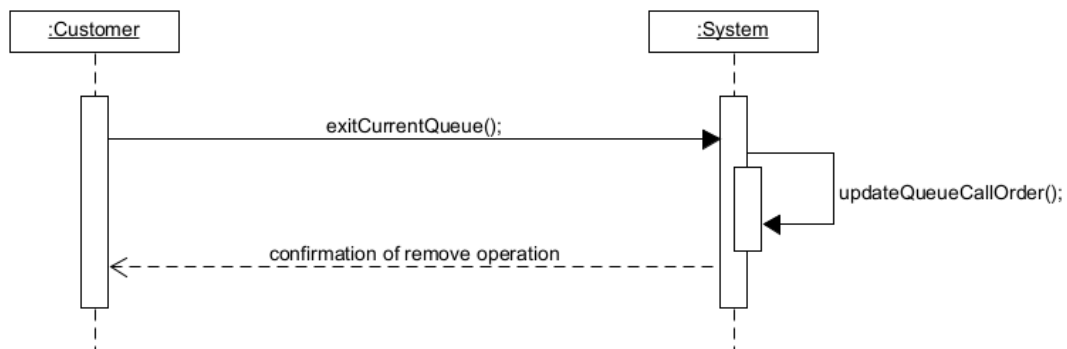 :Customer
:System
exitCurrentQueue();
updateQueueCallOrder();
confirmation of remove operation